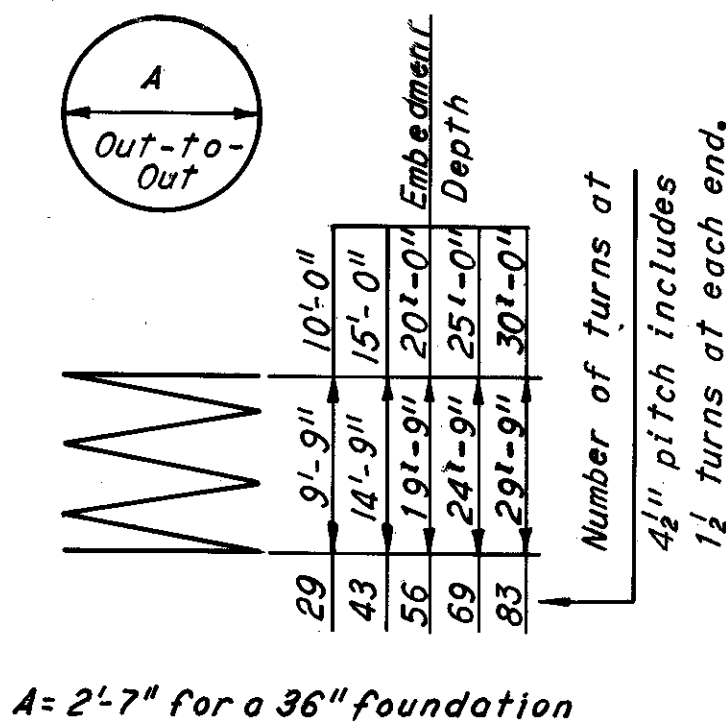 A
Out-to-
Out
Embedment
Depth
10'-0"
15'-0"
20'-0"
25'-0"
30'-0"
9'-9"
14'-9"
19'-9"
24'-9"
29'-9"
29
43
56
69
83
Number of turns at
4½" pitch includes
1½ turns at each end.
A= 2'-7" for a 36" foundation